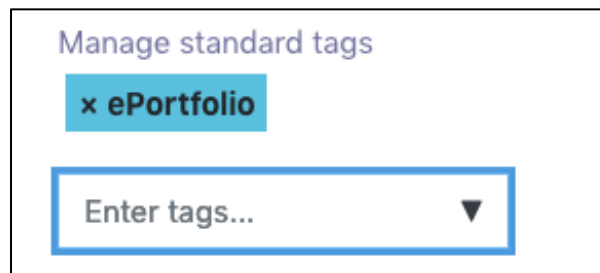 Manage standard tags
× ePortfolio
Enter tags... ▼